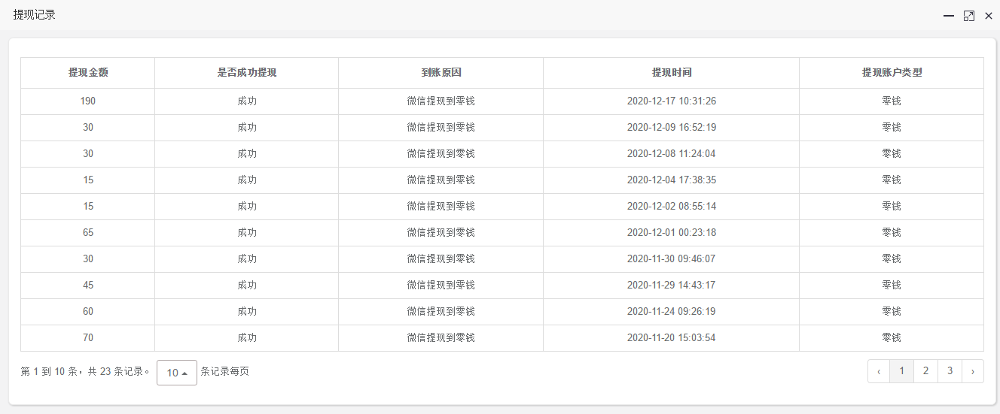 提现记录
提现金额 是否成功提现 到账原因 提现时间 提现账户类型
190 成功 微信提现到零钱 2020-12-17 10:31:26 零钱
30 成功 微信提现到零钱 2020-12-09 16:52:19 零钱
30 成功 微信提现到零钱 2020-12-08 11:24:04 零钱
15 成功 微信提现到零钱 2020-12-04 17:38:35 零钱
15 成功 微信提现到零钱 2020-12-02 08:55:14 零钱
65 成功 微信提现到零钱 2020-12-01 00:23:18 零钱
30 成功 微信提现到零钱 2020-11-30 09:46:07 零钱
45 成功 微信提现到零钱 2020-11-29 14:43:17 零钱
60 成功 微信提现到零钱 2020-11-24 09:26:19 零钱
70 成功 微信提现到零钱 2020-11-20 15:03:54 零钱
第 1 到 10 条，共 23 条记录。 10 条记录每页 ‹ 1 2 3 ›